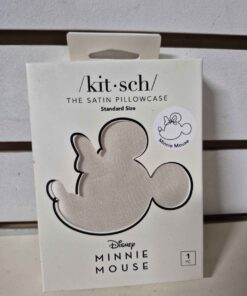 /kit·sch/
THE SATIN PILLOWCASE
Standard Size
Minnie Mouse
Disney
MINNIE
MOUSE
1